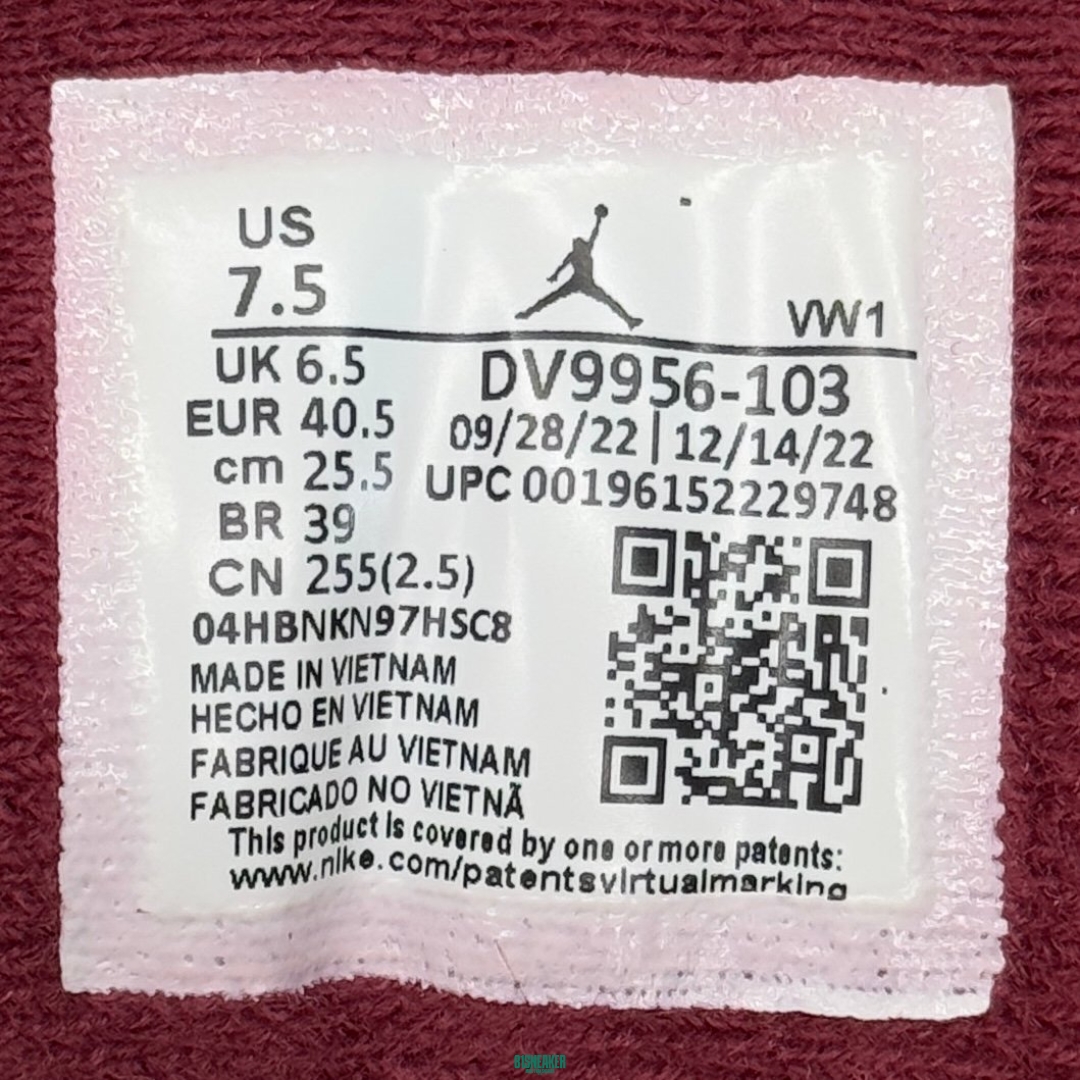 US
7.5
VW1
UK 6.5
DV9956-103
EUR 40.5
09/28/22 | 12/14/22
cm 25.5
UPC 00196152229748
BR 39
CN 255(2.5)
04HBNKN97HSC8
MADE IN VIETNAM
HECHO EN VIETNAM
FABRIQUE AU VIETNAM
FABRICADO NO VIETNÃ
This product is covered by one or more patents:
www.nike.com/patentsvirtualmarking
81SNEAKER